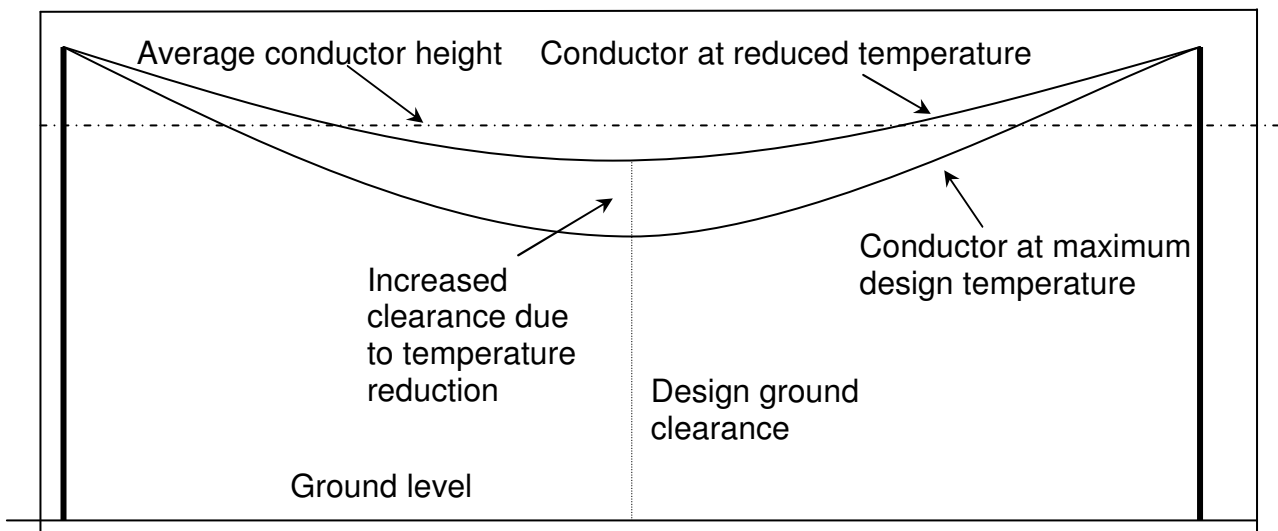 Average conductor height
Conductor at reduced temperature
Conductor at maximum
design temperature
Increased
clearance due
to temperature
reduction
Design ground
clearance
Ground level